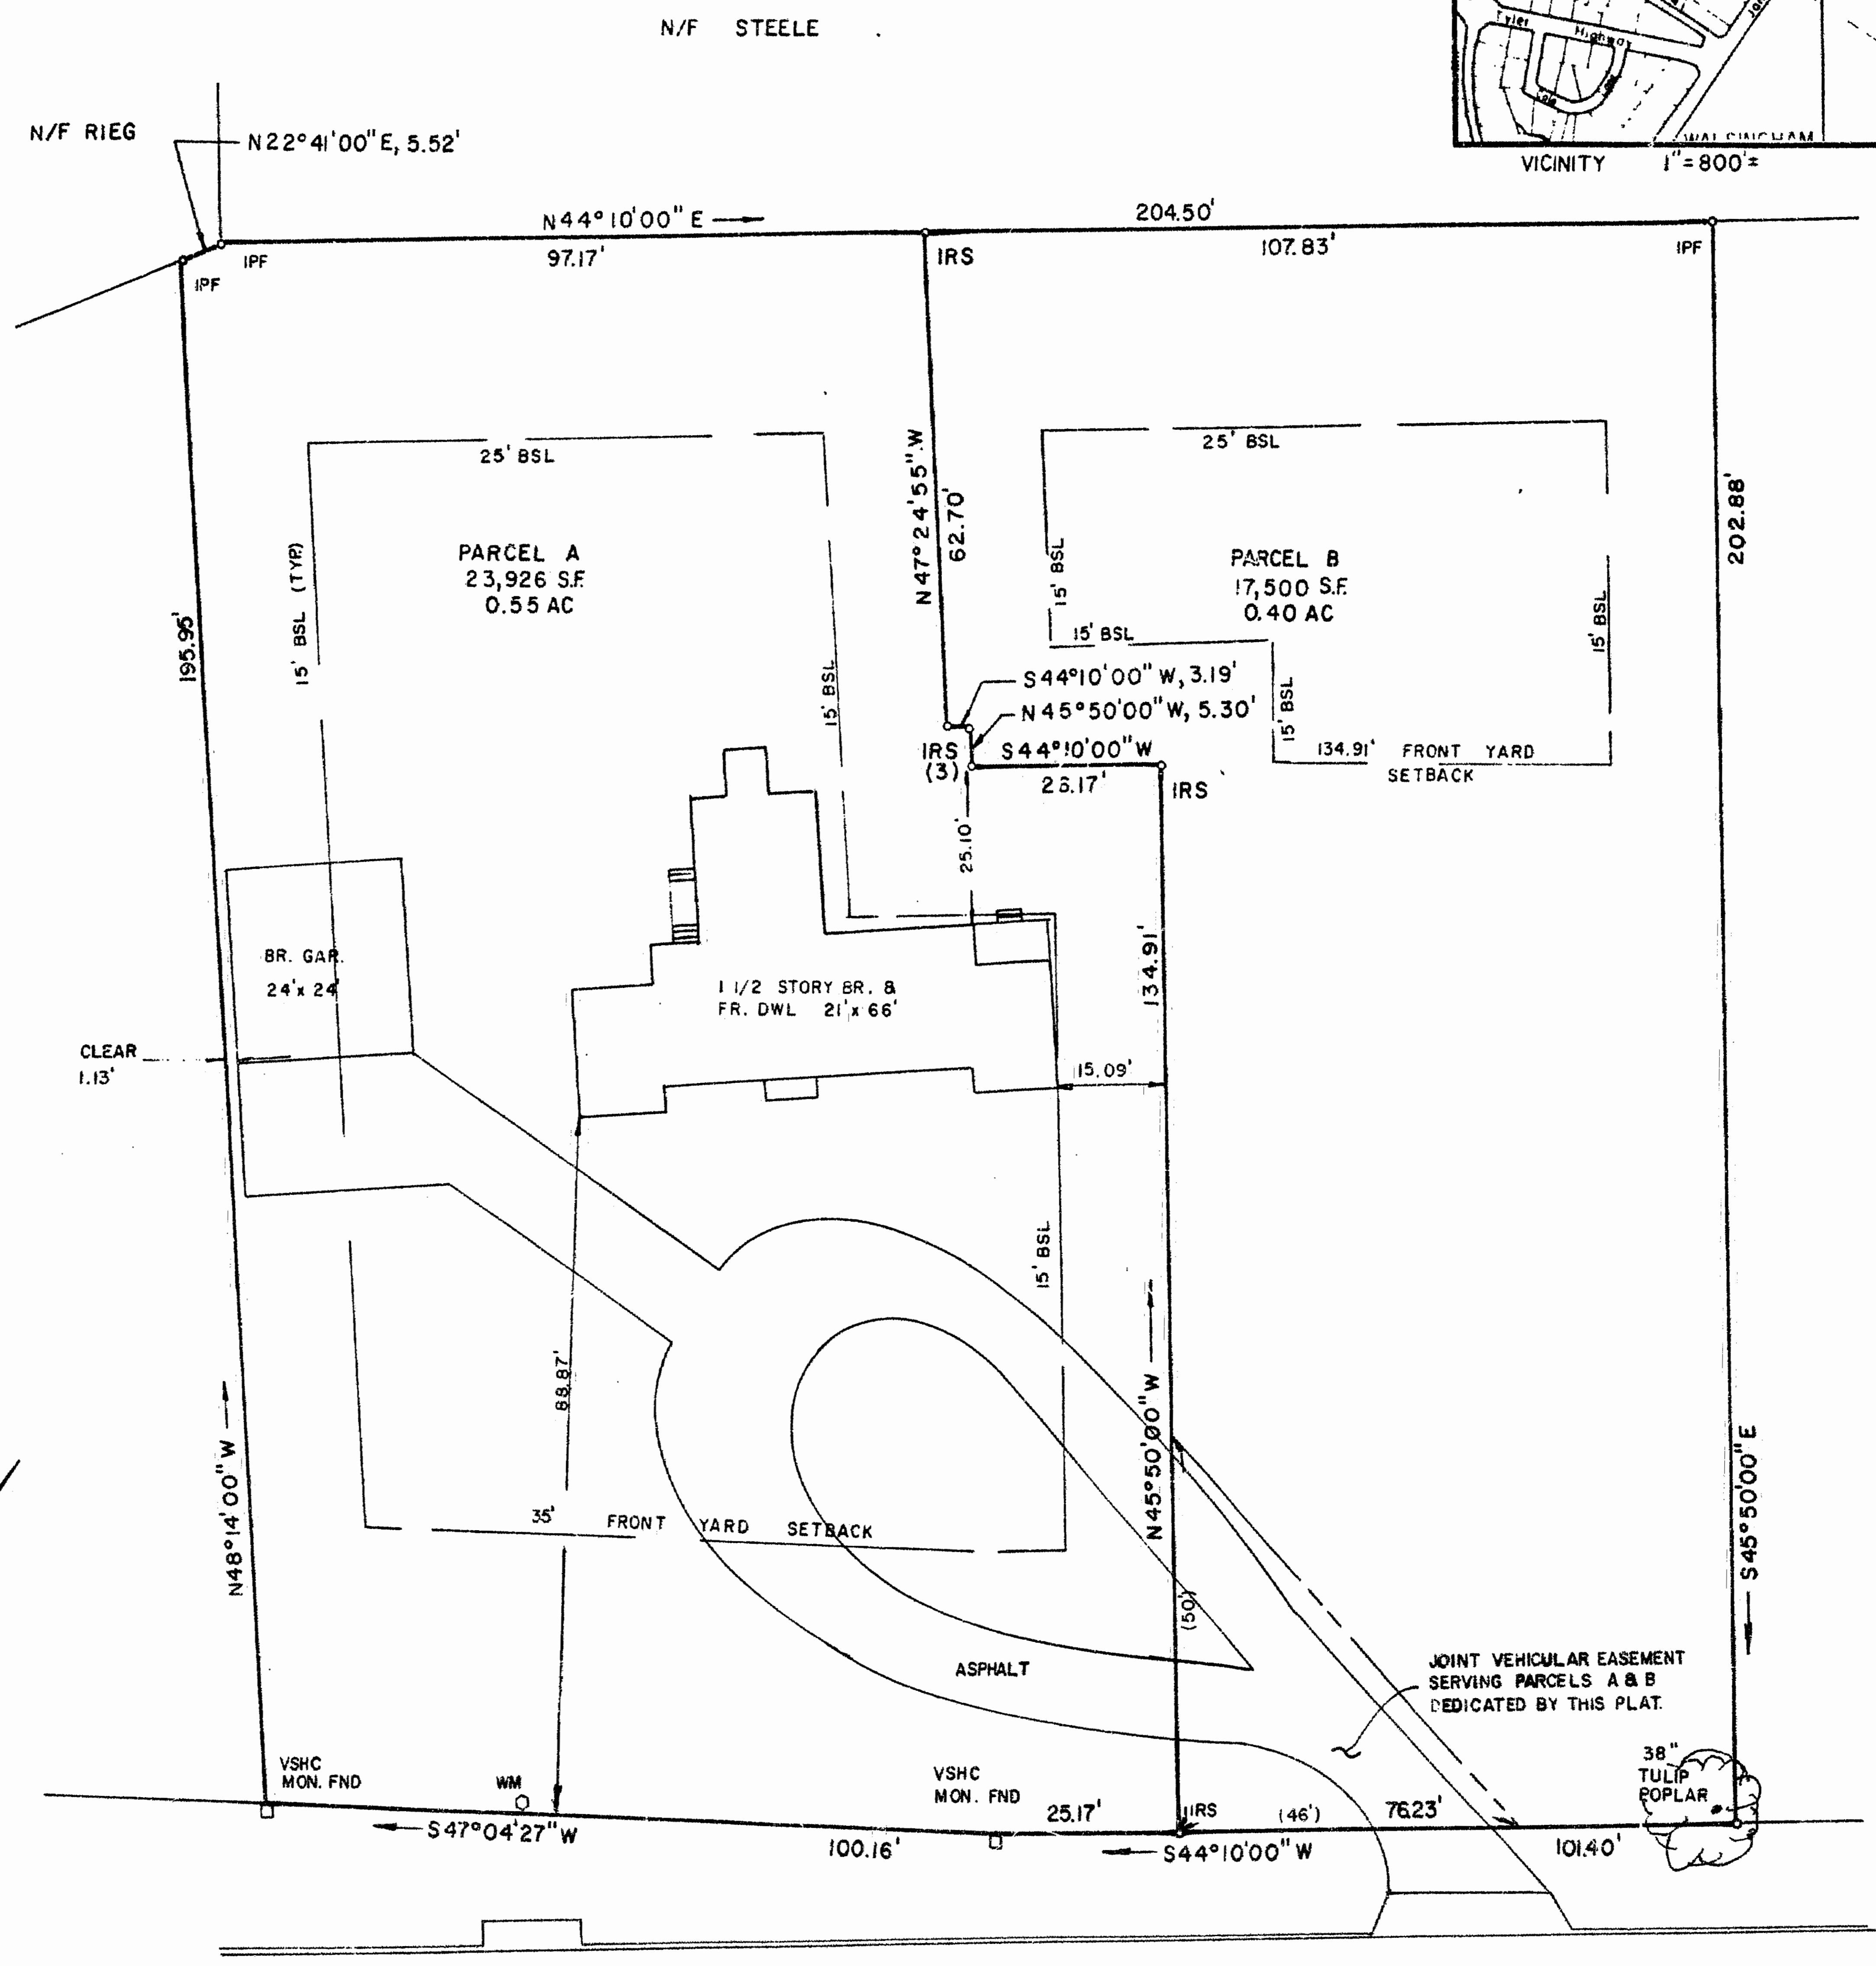 N/F STEELE
Tyler
Highway
WALSINGHAM
VICINITY 1"=800'±
N/F RIEG
N22°41'00"E, 5.52'
N44°10'00" E
204.50'
97.17'
107.83'
IPF
IPF
IRS
IPF
25' BSL
25' BSL
N47°24'55".W
62.70'
202.88'
15' BSL (TYP.)
PARCEL A
23,926 S.F.
0.55 AC
PARCEL B
17,500 S.F.
0.40 AC
15' BSL
15' BSL
15' BSL
195.95'
15' BSL
S44°10'00" W, 3.19'
N45°50'00" W, 5.30'
15' BSL
IRS
(3)
S44°10'00" W
IRS
134.91' FRONT YARD
SETBACK
25.10'
134.91'
BR. GAR.
24'x 24'
1 1/2 STORY BR. &
FR. DWL 21'x 66'
CLEAR
1.13'
15.09'
15' BSL
88.87'
N45°50'00" W
N48°14'00" W
S45°50'00" E
35' FRONT YARD SETBACK
(50')
ASPHALT
JOINT VEHICULAR EASEMENT
SERVING PARCELS A & B
DEDICATED BY THIS PLAT.
VSHC
MON. FND
WM
VSHC
MON. FND
25.17'
IRS
(46')
76.23'
38"
TULIP
POPLAR
S47°04'27" W
100.16'
S44°10'00" W
101.40'